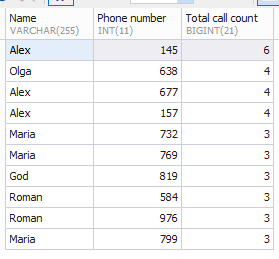 Name Phone number Total call count
VARCHAR(255) INT(11) BIGINT(21)
Alex 145 6
Olga 638 4
Alex 677 4
Alex 157 4
Maria 732 3
Maria 769 3
God 819 3
Roman 584 3
Roman 976 3
Maria 799 3